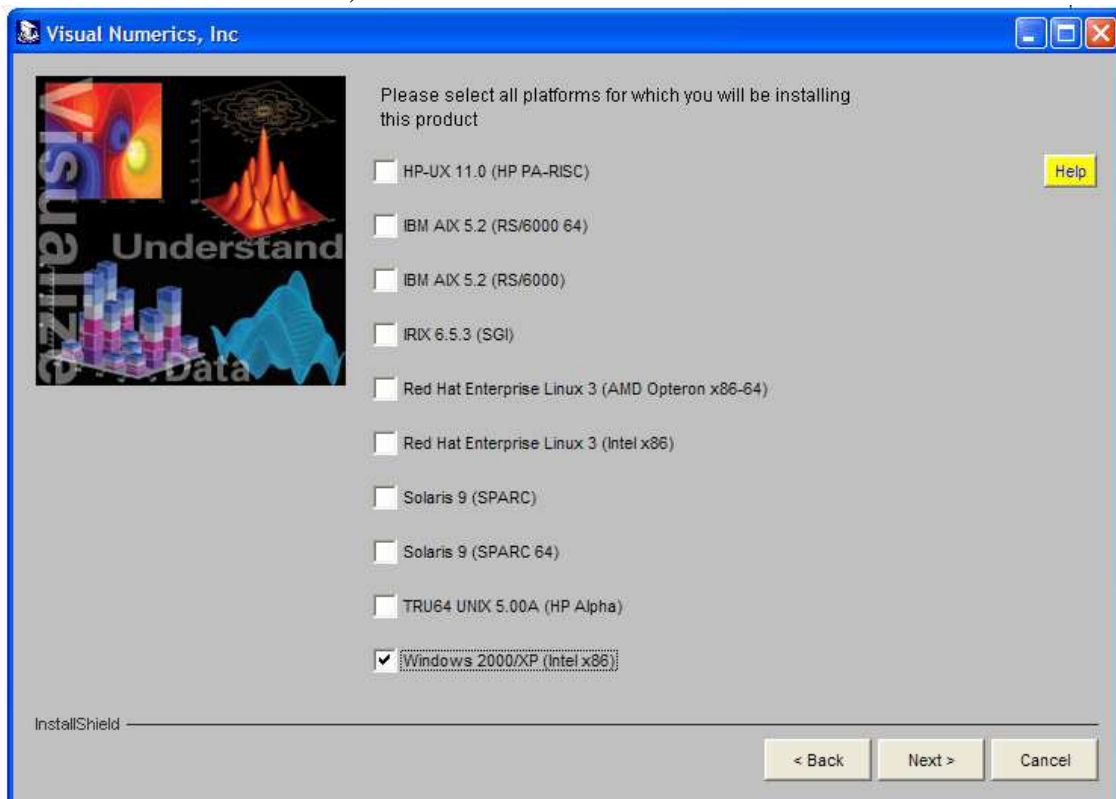 Visual Numerics, Inc
Visualize
Understand
Data
Please select all platforms for which you will be installing
this product
Help
HP-UX 11.0 (HP PA-RISC)
IBM AIX 5.2 (RS/6000 64)
IBM AIX 5.2 (RS/6000)
IRIX 6.5.3 (SGI)
Red Hat Enterprise Linux 3 (AMD Opteron x86-64)
Red Hat Enterprise Linux 3 (Intel x86)
Solaris 9 (SPARC)
Solaris 9 (SPARC 64)
TRU64 UNIX 5.00A (HP Alpha)
Windows 2000/XP (Intel x86)
InstallShield
< Back
Next >
Cancel